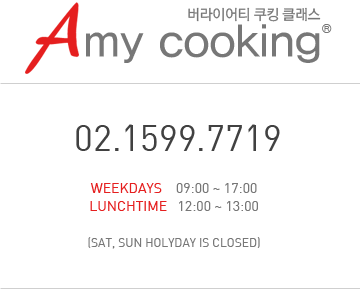 버라이어티 쿠킹 클래스
Amy cooking®
02.1599.7719
WEEKDAYS 09:00 ~ 17:00
LUNCHTIME 12:00 ~ 13:00
(SAT, SUN HOLYDAY IS CLOSED)